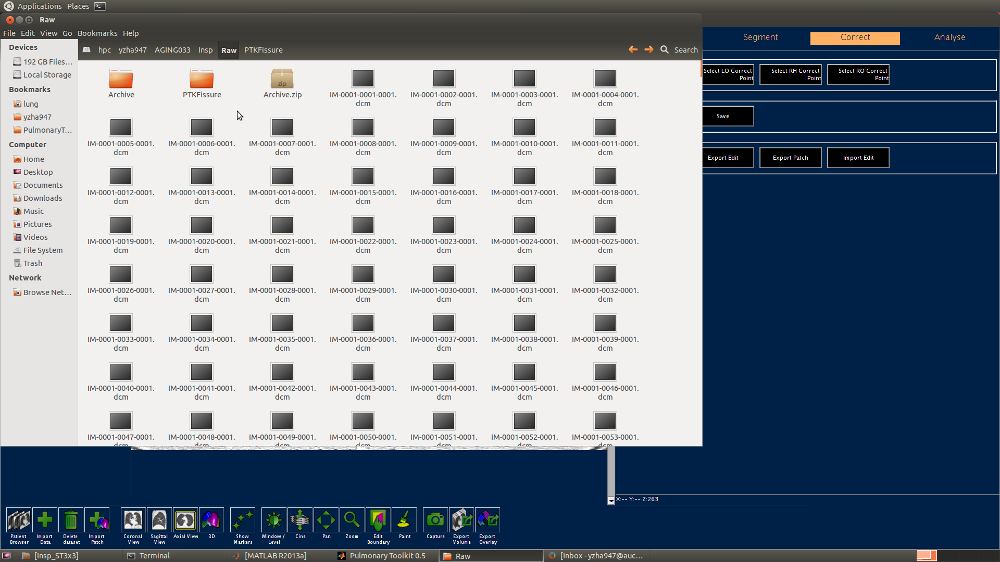 Applications Places
Raw
File Edit View Go Bookmarks Help
Devices
192 GB Files...
Local Storage
Bookmarks
lung
yzha947
PulmonaryT...
Computer
Home
Desktop
Documents
Downloads
Music
Pictures
Videos
File System
Trash
Network
Browse Net...
hpc yzha947 AGING033 Insp Raw PTKFissure Search
Archive PTKFissure Archive.zip IM-0001-0001-0001. IM-0001-0002-0001. IM-0001-0003-0001. IM-0001-0004-0001.
zip
dcm dcm dcm dcm
IM-0001-0005-0001. IM-0001-0006-0001. IM-0001-0007-0001. IM-0001-0008-0001. IM-0001-0009-0001. IM-0001-0010-0001. IM-0001-0011-0001.
dcm dcm dcm dcm dcm dcm dcm
IM-0001-0012-0001. IM-0001-0013-0001. IM-0001-0014-0001. IM-0001-0015-0001. IM-0001-0016-0001. IM-0001-0017-0001. IM-0001-0018-0001.
dcm dcm dcm dcm dcm dcm dcm
IM-0001-0019-0001. IM-0001-0020-0001. IM-0001-0021-0001. IM-0001-0022-0001. IM-0001-0023-0001. IM-0001-0024-0001. IM-0001-0025-0001.
dcm dcm dcm dcm dcm dcm dcm
IM-0001-0026-0001. IM-0001-0027-0001. IM-0001-0028-0001. IM-0001-0029-0001. IM-0001-0030-0001. IM-0001-0031-0001. IM-0001-0032-0001.
dcm dcm dcm dcm dcm dcm dcm
IM-0001-0033-0001. IM-0001-0034-0001. IM-0001-0035-0001. IM-0001-0036-0001. IM-0001-0037-0001. IM-0001-0038-0001. IM-0001-0039-0001.
dcm dcm dcm dcm dcm dcm dcm
IM-0001-0040-0001. IM-0001-0041-0001. IM-0001-0042-0001. IM-0001-0043-0001. IM-0001-0044-0001. IM-0001-0045-0001. IM-0001-0046-0001.
dcm dcm dcm dcm dcm dcm dcm
IM-0001-0047-0001. IM-0001-0048-0001. IM-0001-0049-0001. IM-0001-0050-0001. IM-0001-0051-0001. IM-0001-0052-0001. IM-0001-0053-0001.
dcm dcm dcm dcm dcm dcm dcm
Segment Correct Analyse
Select LO Correct Point
Select RH Correct Point
Select RO Correct Point
Save
Export Edit Export Patch Import Edit
X:-- Y:-- Z:263
Patient Browser
Import Data
Delete dataset
Import Patch
Coronal View
Sagittal View
Axial View
3D
Show Markers
Window / Level
Cine
Pan
Zoom
Edit Boundary
Paint
Capture
Export Volume
Export Overlay
[Insp_ST3x3] Terminal [MATLAB R2013a] Pulmonary Toolkit 0.5 Raw [Inbox - yzha947@auc...